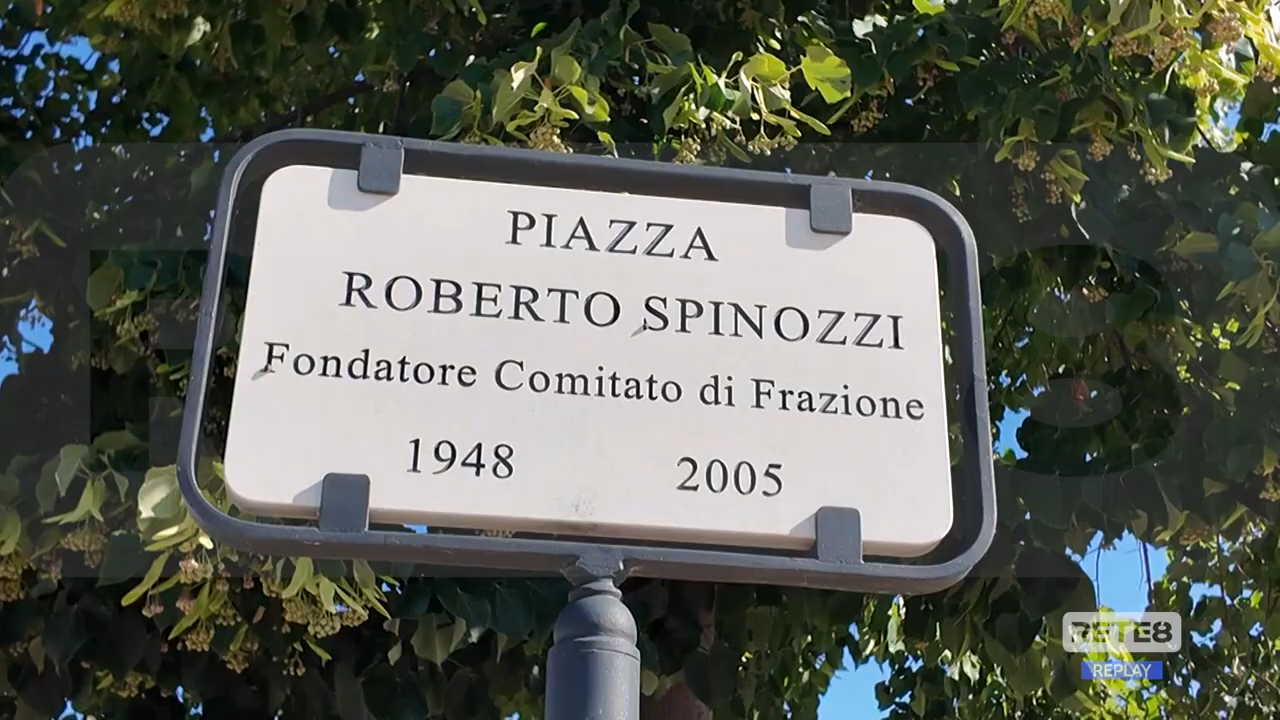 PIAZZA
ROBERTO SPINOZZI
Fondatore Comitato di Frazione
1948 2005
RETE8
REPLAY